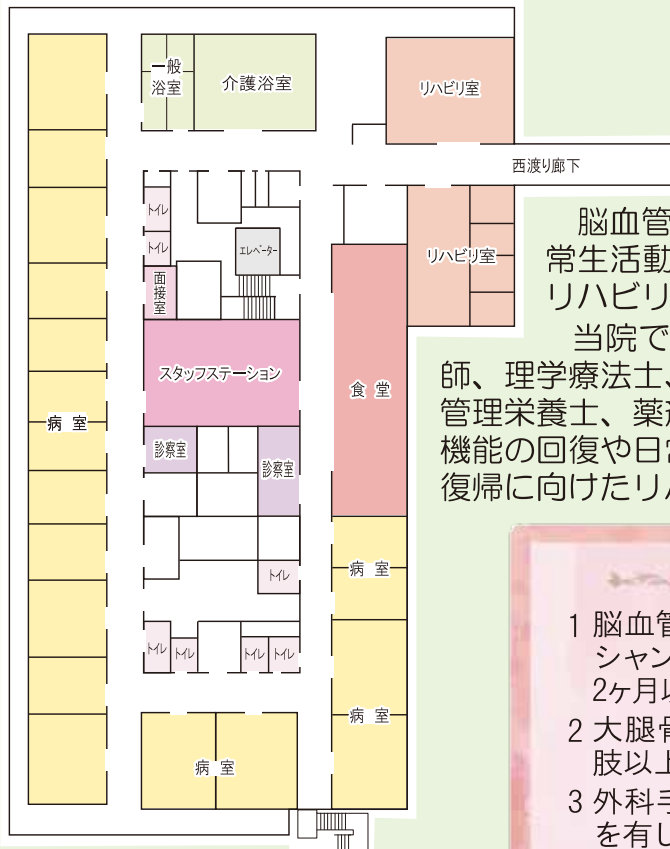 一般
浴室
介護浴室
リハビリ室
西渡り廊下
トイレ
トイレ
エレベーター
面接室
リハビリ室
スタッフステーション
食堂
病室
診察室
診察室
病室
トイレ
トイレ
トイレ
トイレ
トイレ
病室
病室
脳血管
常生活動
リハビリ
当院で
師、理学療法士、
管理栄養士、薬
機能の回復や日
復帰に向けたリハ
1 脳血管
シャン
2ヶ月以
2 大腿骨
肢以上
3 外科手
を有し